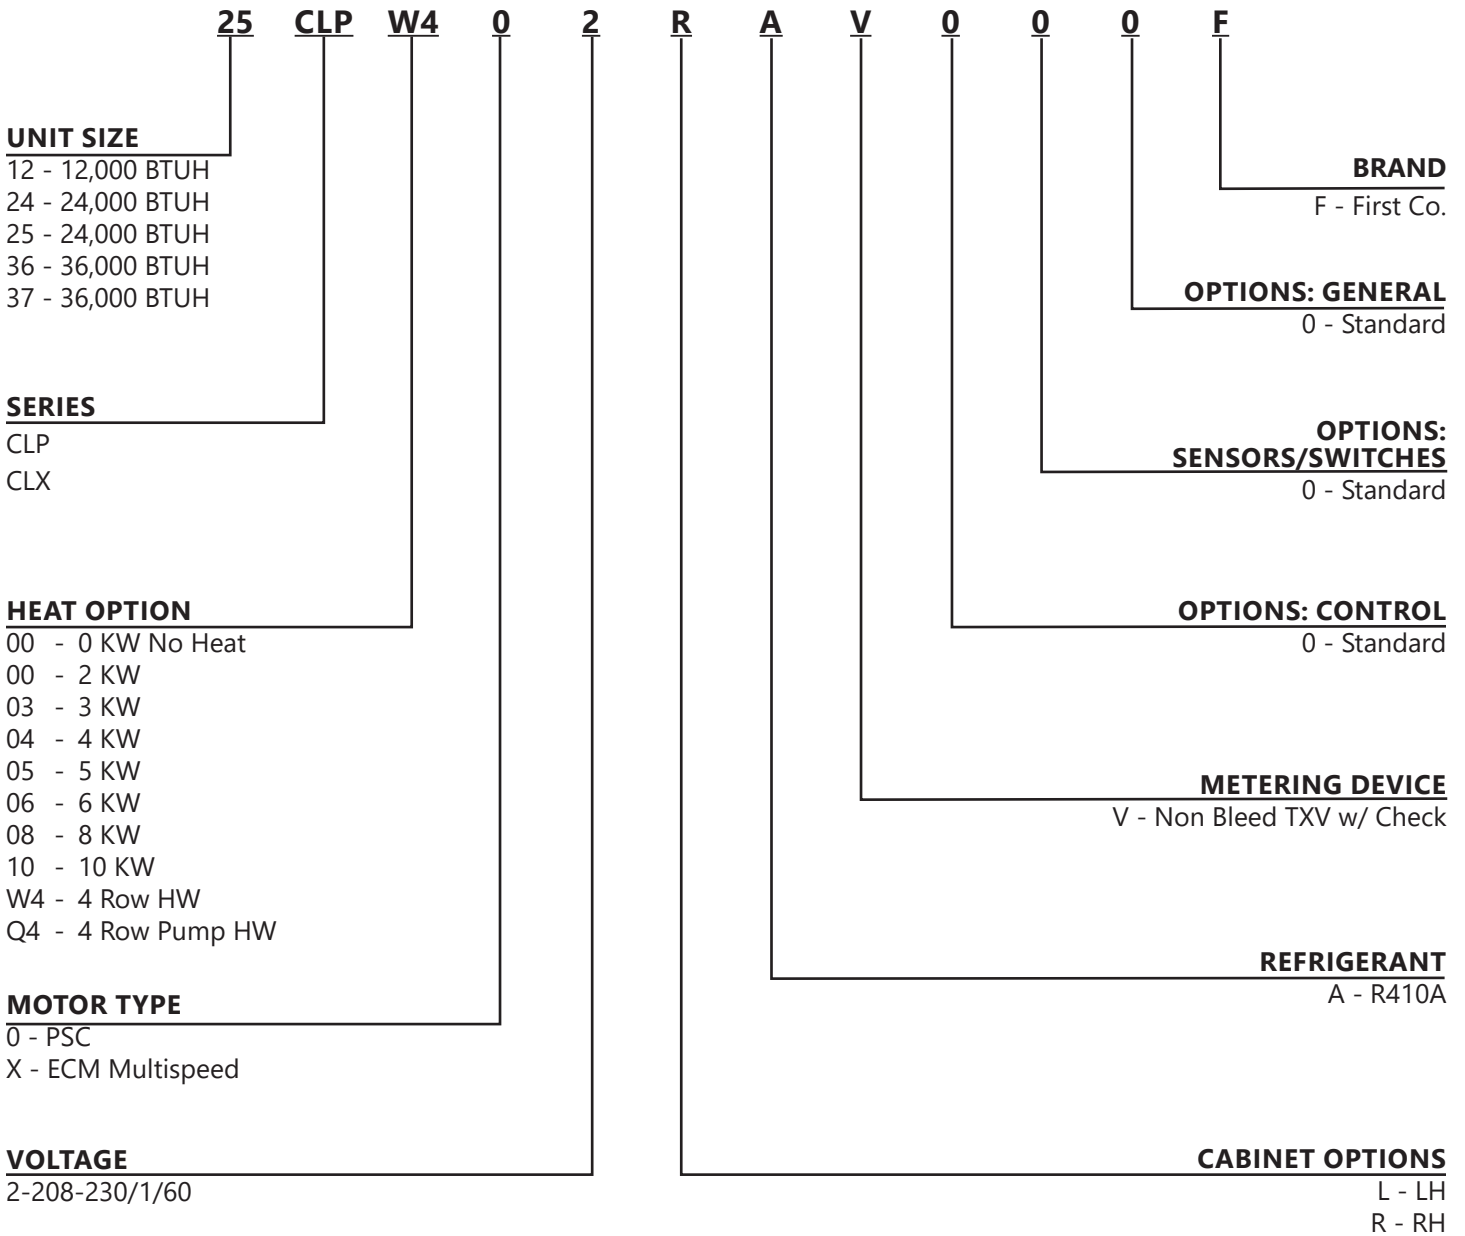 25 CLP W4 0 2 R A V 0 0 0 F
UNIT SIZE
12 - 12,000 BTUH
24 - 24,000 BTUH
25 - 24,000 BTUH
36 - 36,000 BTUH
37 - 36,000 BTUH
SERIES
CLP
CLX
HEAT OPTION
00 - 0 KW No Heat
00 - 2 KW
03 - 3 KW
04 - 4 KW
05 - 5 KW
06 - 6 KW
08 - 8 KW
10 - 10 KW
W4 - 4 Row HW
Q4 - 4 Row Pump HW
MOTOR TYPE
0 - PSC
X - ECM Multispeed
VOLTAGE
2-208-230/1/60
BRAND
F - First Co.
OPTIONS: GENERAL
0 - Standard
OPTIONS:
SENSORS/SWITCHES
0 - Standard
OPTIONS: CONTROL
0 - Standard
METERING DEVICE
V - Non Bleed TXV w/ Check
REFRIGERANT
A - R410A
CABINET OPTIONS
L - LH
R - RH